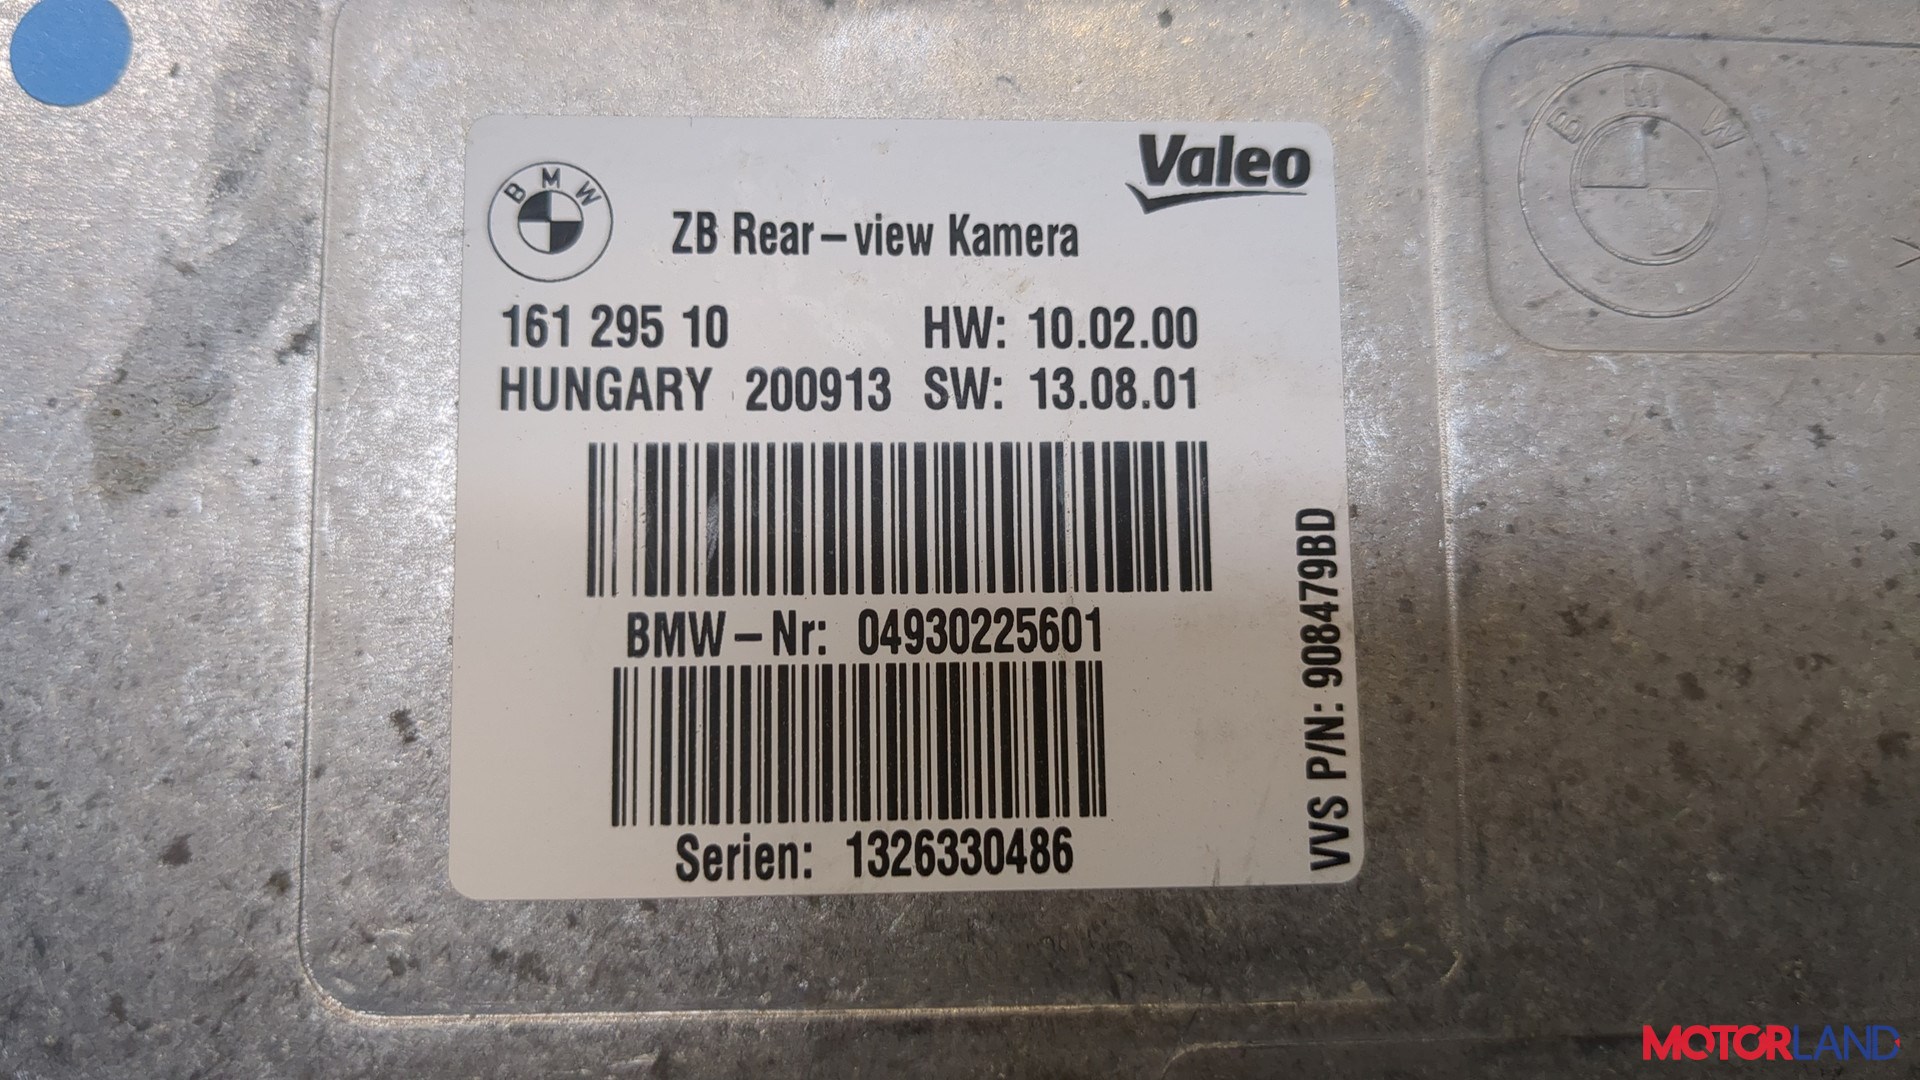 BMW
Valeo
ZB Rear-view Kamera
161 295 10 HW: 10.02.00
HUNGARY 200913 SW: 13.08.01
BMW-Nr: 04930225601
Serien: 1326330486
VVS P/N: 908479BD
BMW
MOTORLAND